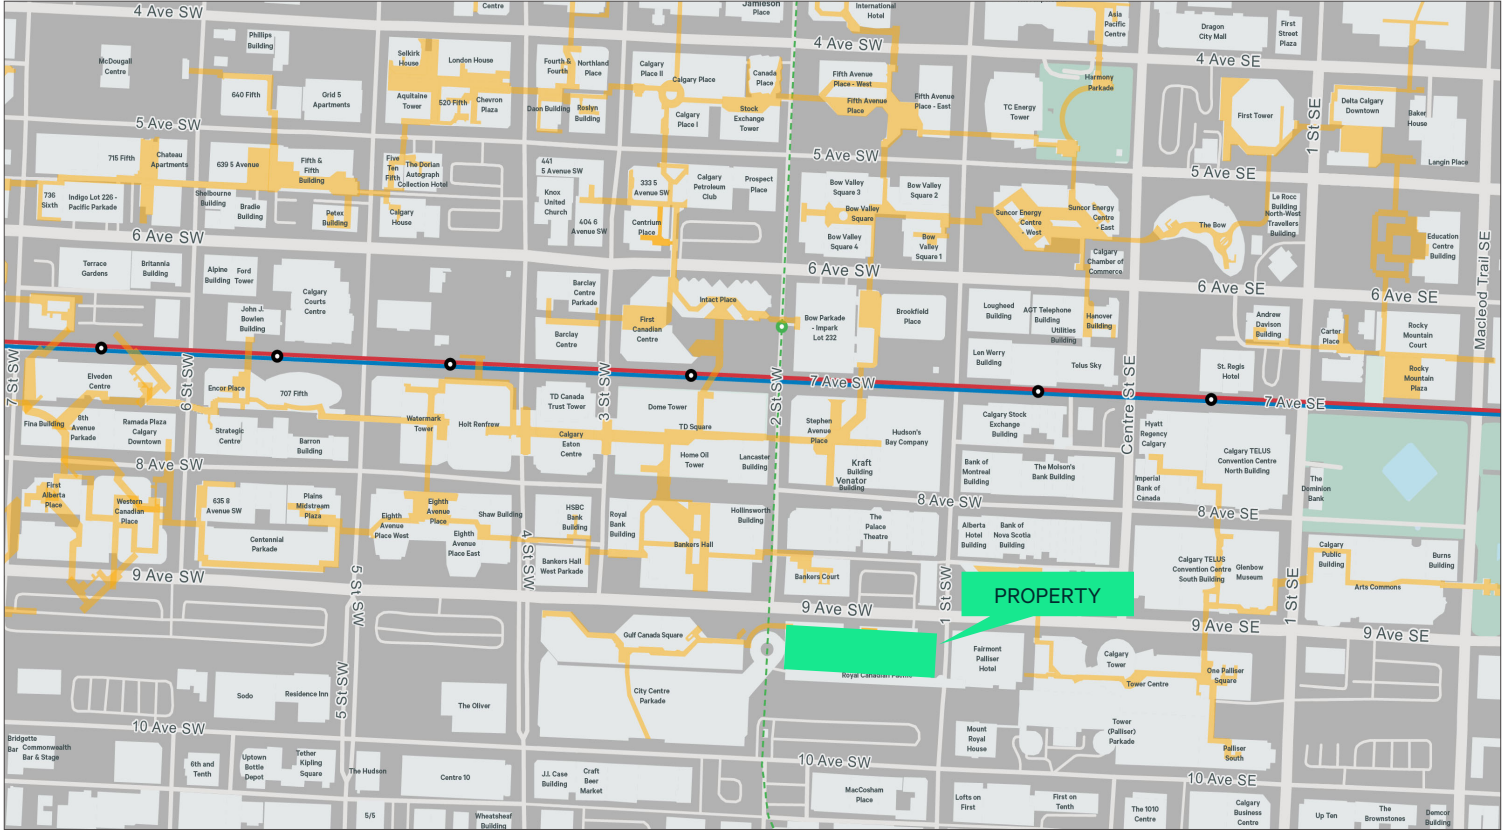 4 Ave SW
Centre
Jamieson
Place
International
Hotel
Asia
Pacific
Centre
Dragon
City Mall
First
Street
Plaza
Phillips
Building
McDougall
Centre
Selkirk
House
London House
Fourth &
Fourth
Northland
Place
Calgary
Place II
Calgary Place
Canada
Place
4 Ave SW
4 Ave SE
Fifth Avenue
Place - West
Harmony
Parkade
640 Fifth
Grid 5
Apartments
Aquitaine
Tower
520 Fifth
Chevron
Plaza
Daon Building
Roslyn
Building
Calgary
Place I
Stock
Exchange
Tower
Fifth Avenue
Place
Fifth Avenue
Place - East
TC Energy
Tower
First Tower
1 St SE
Delta Calgary
Downtown
Baker
House
5 Ave SW
715 Fifth
Chateau
Apartments
639 5 Avenue
Fifth &
Fifth
Building
Five
Ten
Fifth
The Dorian
Autograph
Collection Hotel
441
5 Avenue SW
5 Ave SW
5 Ave SE
Langin Place
736
Sixth
Indigo Lot 226 -
Pacific Parkade
Shelbourne
Building
Bradie
Building
Petex
Building
Calgary
House
Knox
United
Church
404 6
Avenue SW
333 5
Avenue SW
Calgary
Petroleum
Club
Prospect
Place
Centrium
Place
Bow Valley
Square 3
Bow Valley
Square 2
Bow Valley
Square
Bow Valley
Square 4
Bow
Valley
Square 1
Suncor Energy
Centre
- West
Suncor Energy
Centre
- East
Calgary
Chamber of
Commerce
The Bow
Le Rocc
Building
North-West
Travellers
Building
Education
Centre
Building
Macleod Trail SE
6 Ave SW
6 Ave SW
6 Ave SE
6 Ave SE
Terrace
Gardens
Britannia
Building
Alpine
Building
Ford
Tower
John J.
Bowlen
Building
Calgary
Courts
Centre
Barclay
Centre
Parkade
Barclay
Centre
First
Canadian
Centre
Intact Place
Bow Parkade
- Impark
Lot 232
Brookfield
Place
Lougheed
Building
AGT Telephone
Building
Utilities
Building
Hanover
Building
Andrew
Davison
Building
Carter
Place
Rocky
Mountain
Court
Len Werry
Building
Telus Sky
St. Regis
Hotel
Rocky
Mountain
Plaza
7 St SW
6 St SW
3 St SW
2 St SW
Centre St SE
7 Ave SW
7 Ave SE
Elveden
Centre
Encor Place
707 Fifth
TD Canada
Trust Tower
Dome Tower
Fina Building
9th
Avenue
Parkade
Ramada Plaza
Calgary
Downtown
Strategic
Centre
Barron
Building
Watermark
Tower
Holt Renfrew
Calgary
Eaton
Centre
TD Square
Home Oil
Tower
Lancaster
Building
Stephen
Avenue
Place
Hudson's
Bay Company
Kraft
Building
Venator
Building
Calgary Stock
Exchange
Building
Bank of
Montreal
Building
The Molson's
Bank Building
Hyatt
Regency
Calgary
Imperial
Bank of
Canada
Calgary TELUS
Convention Centre
North Building
The
Dominion
Bank
8 Ave SW
8 Ave SW
8 Ave SE
First
Alberta
Place
Western
Canadian
Place
635 8
Avenue SW
Plains
Midstream
Plaza
Centennial
Parkade
Eighth
Avenue
Place West
Eighth
Avenue
Place
Eighth
Avenue
Place East
Shaw Building
HSBC
Bank
Building
Royal
Bank
Building
Bankers Hall
West Parkade
Bankers Hall
Hollinsworth
Building
Bankers Court
The
Palace
Theatre
Alberta
Hotel
Building
Bank of
Nova Scotia
Building
Calgary TELUS
Convention Centre
South Building
Glenbow
Museum
Calgary
Public
Building
Arts Commons
Burns
Building
9 Ave SW
5 St SW
4 St SW
9 Ave SW
1 St SW
PROPERTY
9 Ave SE
1 St SE
9 Ave SE
Gulf Canada Square
City Centre
Parkade
Royal Canadian Pacific
Fairmont
Palliser
Hotel
Calgary
Tower
Tower Centre
One Palliser
Square
5 St SW
Sodo
Residence Inn
The Oliver
Mount
Royal
House
Tower
(Palliser)
Parkade
Palliser
South
10 Ave SW
10 Ave SW
10 Ave SE
Bridgette
Bar
Commonwealth
Bar & Stage
6th and
Tenth
Uptown
Bottle
Depot
Tether
Kipling
Square
The Hudson
Centre 10
J.I. Case
Building
Craft
Beer
Market
MacCosham
Place
Lofts on
First
First on
Tenth
The 1010
Centre
Calgary
Business
Centre
Up Ten
The
Brownstones
Demcor
Building
5/5
Wheatsheaf
Building